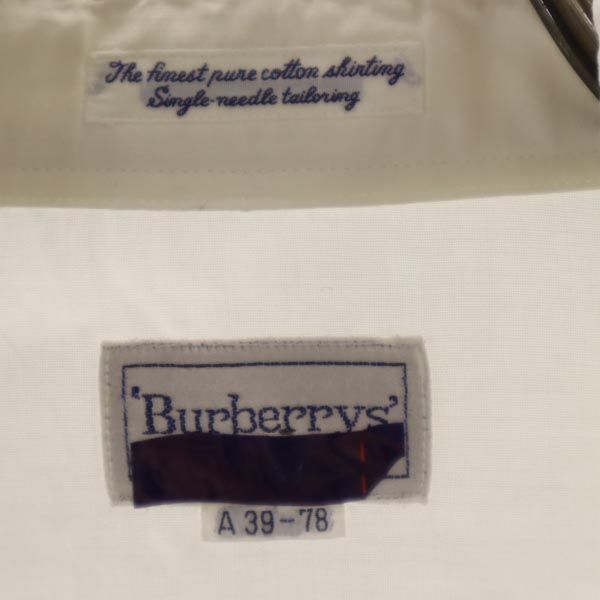 The finest pure cotton shirting
Single-needle tailoring
'Burberrys'
A 39-78